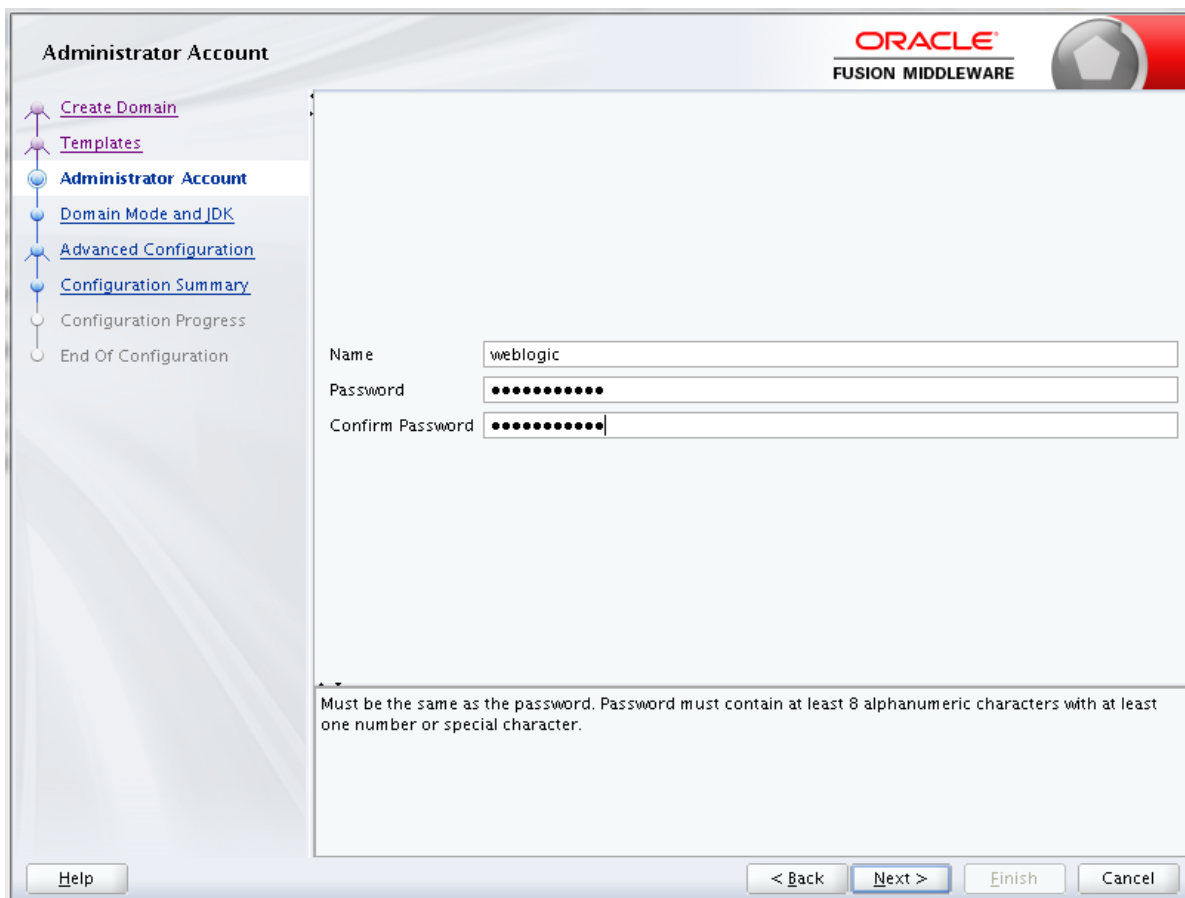 Administrator Account
ORACLE
FUSION MIDDLEWARE
Create Domain
Templates
Administrator Account
Domain Mode and JDK
Advanced Configuration
Configuration Summary
Configuration Progress
End Of Configuration
Name weblogic
Password •••••••••••
Confirm Password •••••••••••
Must be the same as the password. Password must contain at least 8 alphanumeric characters with at least
one number or special character.
Help < Back Next > Finish Cancel